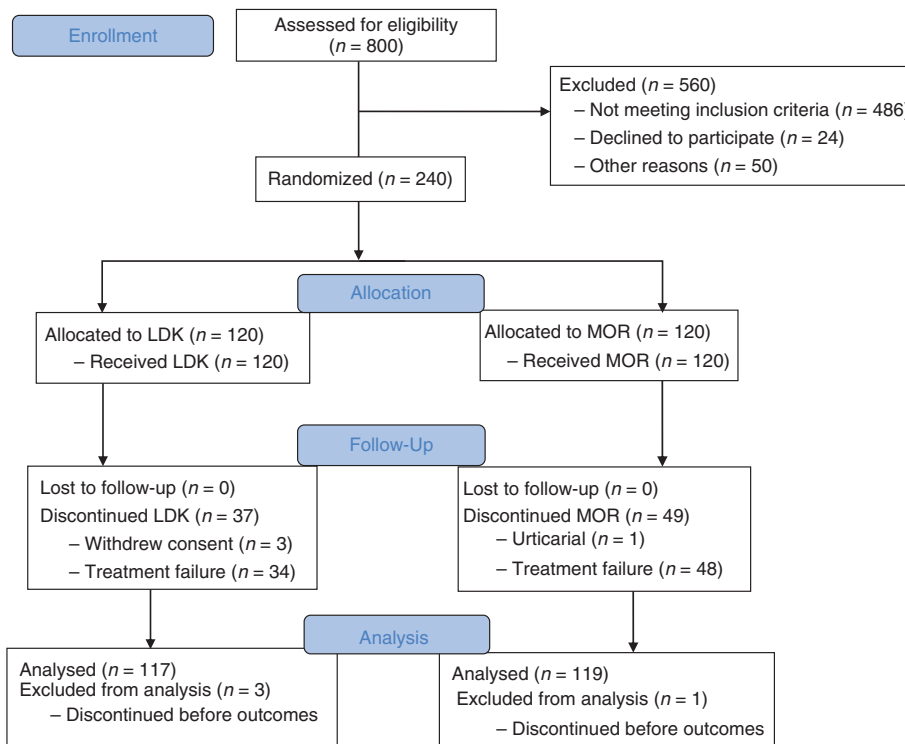 Enrollment
Assessed for eligibility
(n = 800)
Excluded (n = 560)
– Not meeting inclusion criteria (n = 486)
– Declined to participate (n = 24)
– Other reasons (n = 50)
Randomized (n = 240)
Allocation
Allocated to LDK (n = 120)
– Received LDK (n = 120)
Allocated to MOR (n = 120)
– Received MOR (n = 120)
Follow-Up
Lost to follow-up (n = 0)
Discontinued LDK (n = 37)
– Withdrew consent (n = 3)
– Treatment failure (n = 34)
Lost to follow-up (n = 0)
Discontinued MOR (n = 49)
– Urticarial (n = 1)
– Treatment failure (n = 48)
Analysis
Analysed (n = 117)
Excluded from analysis (n = 3)
– Discontinued before outcomes
Analysed (n = 119)
Excluded from analysis (n = 1)
– Discontinued before outcomes